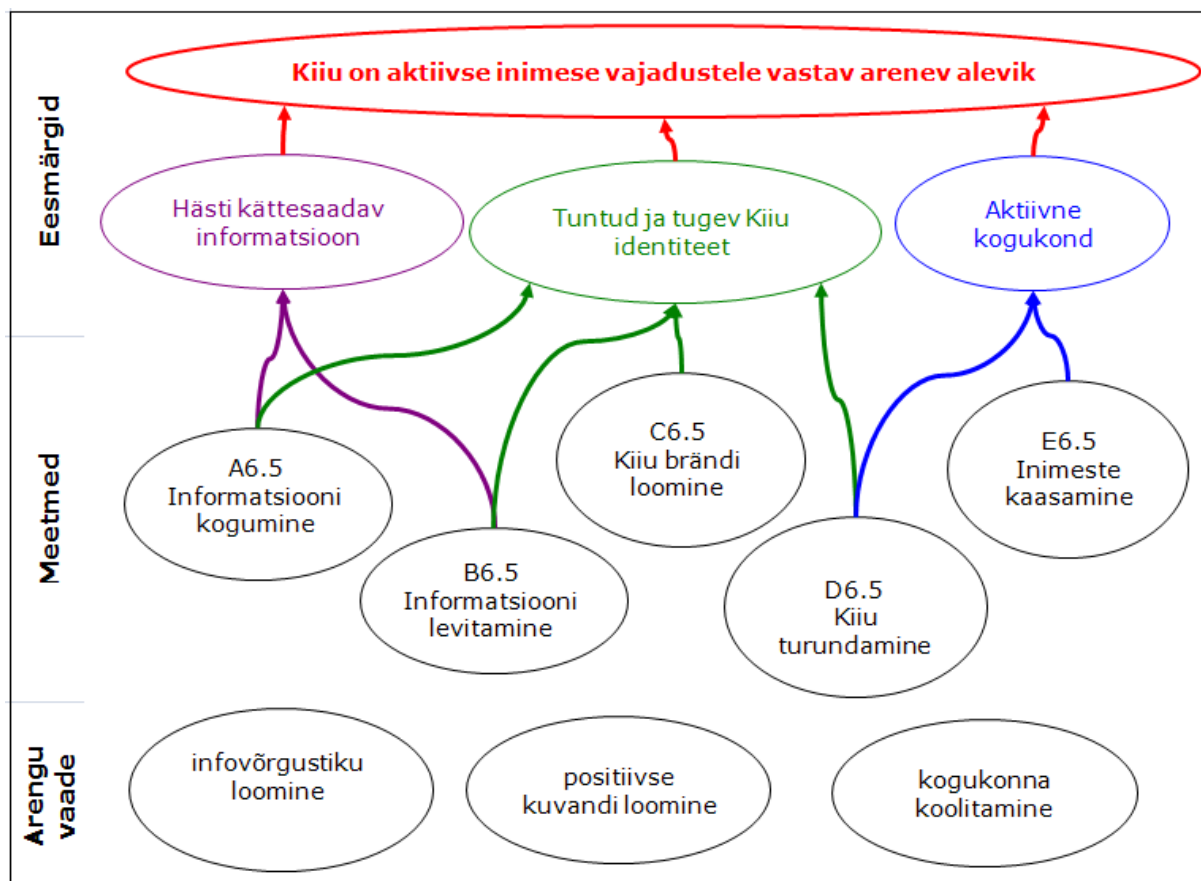 Eesmärgid
Kiiu on aktiivse inimese vajadustele vastav arenev alevik
Hästi kättesaadav
informatsioon
Tuntud ja tugev Kiiu
identiteet
Aktiivne
kogukond
Meetmed
A6.5
Informatsiooni
kogumine
B6.5
Informatsiooni
levitamine
C6.5
Kiiu brändi
loomine
D6.5
Kiiu
turundamine
E6.5
Inimeste
kaasamine
Arengu
vaade
infovõrgustiku
loomine
positiivse
kuvandi loomine
kogukonna
koolitamine